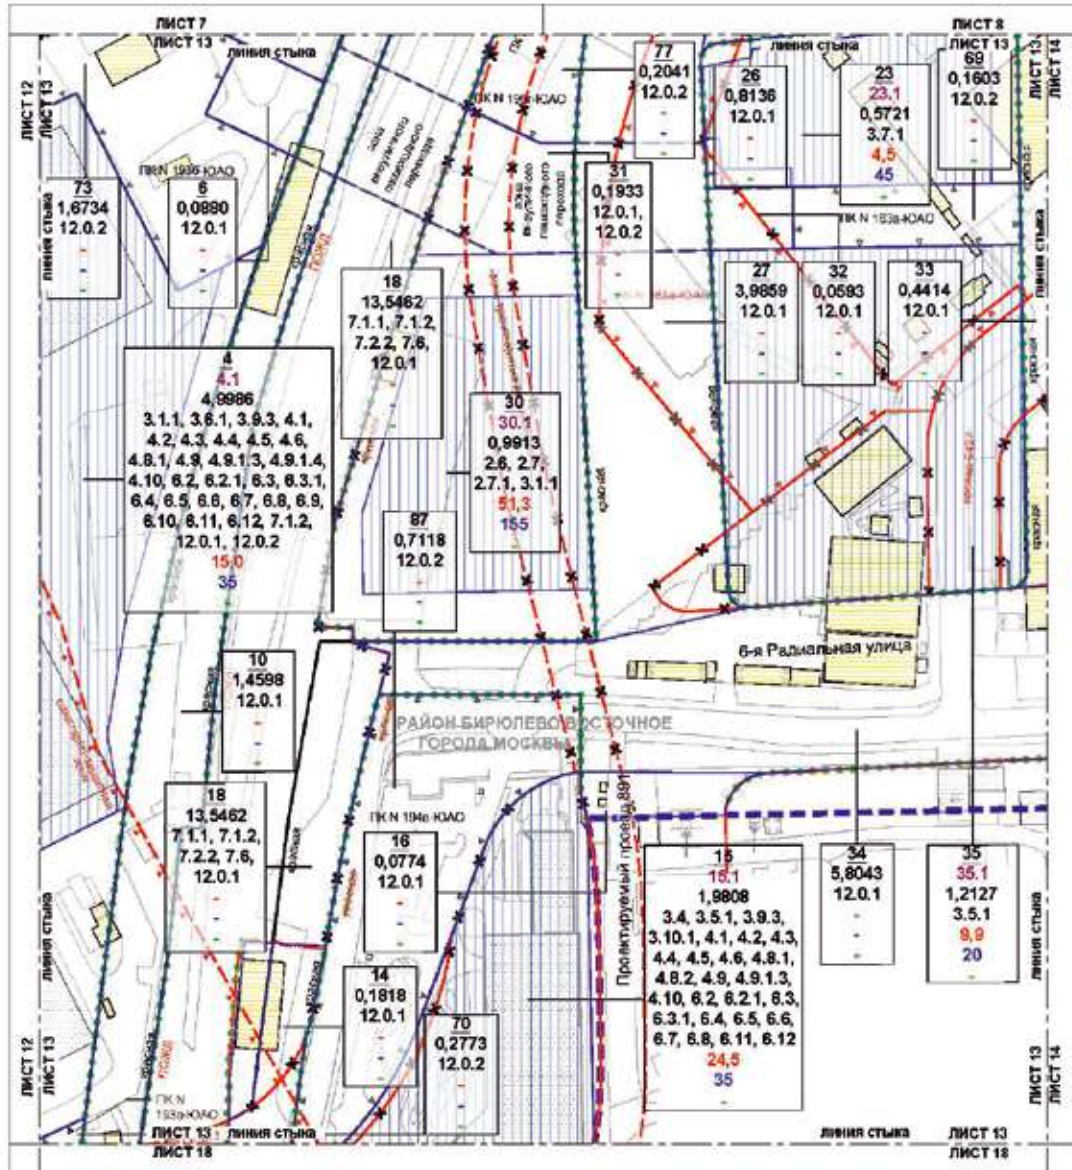 ЛИСТ 7
ЛИСТ 13
линия стыка
ЛИСТ 8
ЛИСТ 13
линия стыка
ЛИСТ 12
ЛИСТ 13
ЛИСТ 13
ЛИСТ 14
77
0,2041
12.0.2
26
0,8136
12.0.1
23
23.1
0,5721
3.7.1
4,5
45
69
0,1603
12.0.2
73
1,6734
12.0.2
линия стыка
6
0,0880
12.0.1
31
0,1933
12.0.1,
12.0.2
ПК N 183а-ЮАО
линия стыка
18
13,5462
7.1.1, 7.1.2,
7.2.2, 7.6,
12.0.1
27
3,9859
12.0.1
32
0,0593
12.0.1
33
0,4414
12.0.1
4
4.1
4,9986
3.1.1, 3.6.1, 3.9.3, 4.1,
4.2, 4.3, 4.4, 4.5, 4.6,
4.8.1, 4.9, 4.9.1.3, 4.9.1.4,
4.10, 6.2, 6.2.1, 6.3, 6.3.1,
6.4, 6.5, 6.6, 6.7, 6.8, 6.9,
6.10, 6.11, 6.12, 7.1.2,
12.0.1, 12.0.2
15,0
35
30
30.1
0,9913
2.6, 2.7,
2.7.1, 3.1.1
51,3
155
87
0,7118
12.0.2
красная
10
1,4598
12.0.1
6-я Радиальная улица
РАЙОН БИРЮЛЕВО ВОСТОЧНОЕ
ГОРОДА МОСКВЫ
18
13,5462
7.1.1, 7.1.2,
7.2.2, 7.6,
12.0.1
ПК N 194а-ЮАО
16
0,0774
12.0.1
Проектируемый проезд 891
15
15.1
1,9808
3.4, 3.5.1, 3.9.3,
3.10.1, 4.1, 4.2, 4.3,
4.4, 4.5, 4.6, 4.8.1,
4.8.2, 4.9, 4.9.1.3,
4.10, 6.2, 6.2.1, 6.3,
6.3.1, 6.4, 6.5, 6.6,
6.7, 6.8, 6.11, 6.12
24,5
35
34
5,8043
12.0.1
35
35.1
1,2127
3.5.1
9,9
20
линия стыка
линия стыка
14
0,1818
12.0.1
70
0,2773
12.0.2
ЛИСТ 12
ЛИСТ 13
ЛИСТ 13
ЛИСТ 14
ПК N
193а-ЮАО
ЛИСТ 13
линия стыка
ЛИСТ 18
линия стыка
ЛИСТ 13
ЛИСТ 18